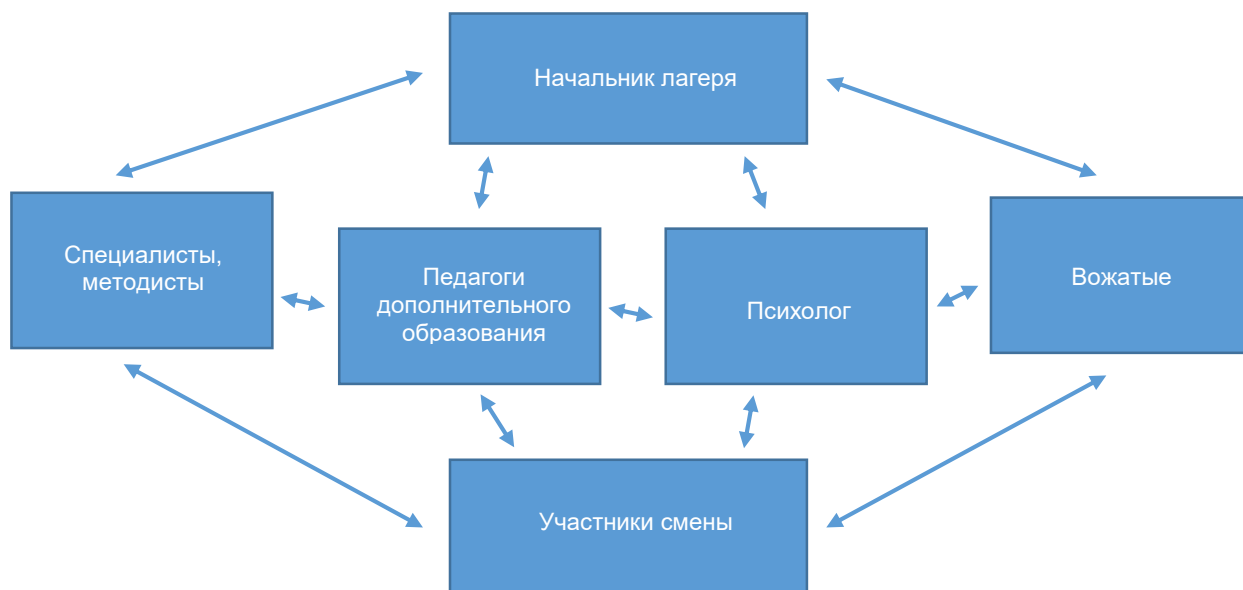 Начальник лагеря
Специалисты,
методисты
Педагоги
дополнительного
образования
Психолог
Вожатые
Участники смены